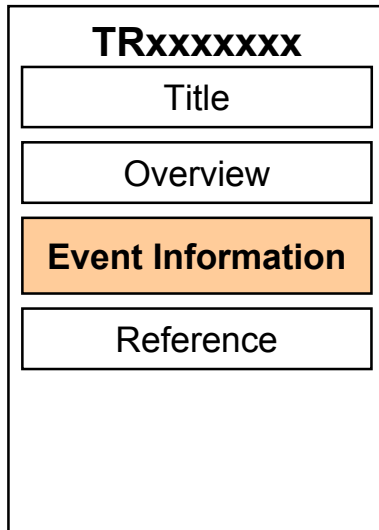 TRxxxxxxx
Title
Overview
Event Information
Reference